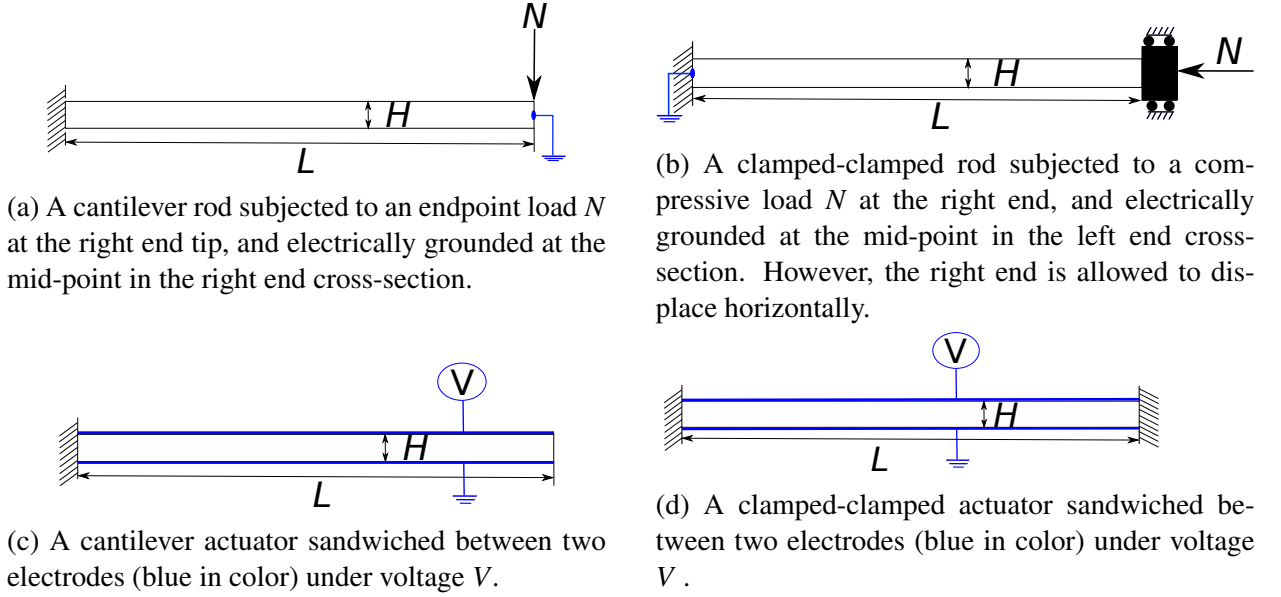 N
H
L
(a) A cantilever rod subjected to an endpoint load N
at the right end tip, and electrically grounded at the
mid-point in the right end cross-section.
N
H
L
(b) A clamped-clamped rod subjected to a com-
pressive load N at the right end, and electrically
grounded at the mid-point in the left end cross-
section. However, the right end is allowed to dis-
place horizontally.
V
H
L
(c) A cantilever actuator sandwiched between two
electrodes (blue in color) under voltage V.
V
H
L
(d) A clamped-clamped actuator sandwiched be-
tween two electrodes (blue in color) under voltage
V .